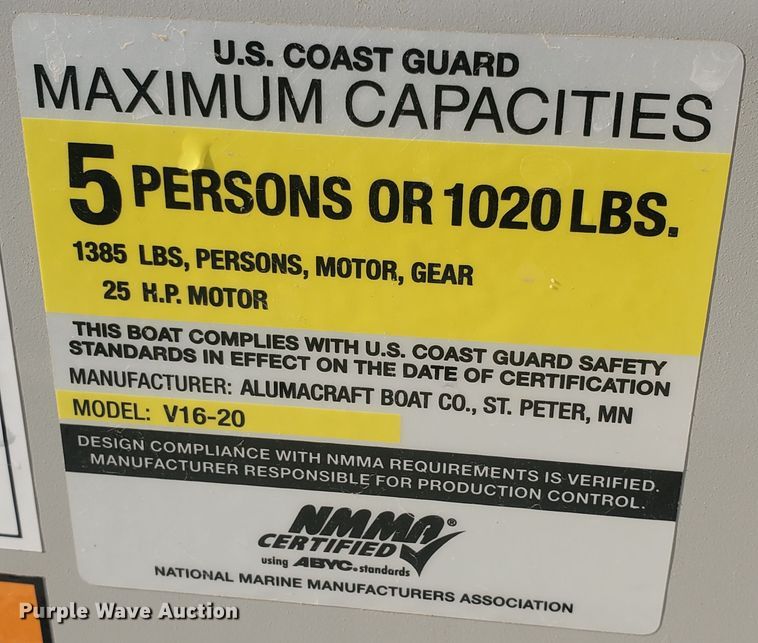 U.S. COAST GUARD
MAXIMUM CAPACITIES
5 PERSONS OR 1020 LBS.
1385 LBS, PERSONS, MOTOR, GEAR
25 H.P. MOTOR
THIS BOAT COMPLIES WITH U.S. COAST GUARD SAFETY
STANDARDS IN EFFECT ON THE DATE OF CERTIFICATION
MANUFACTURER: ALUMACRAFT BOAT CO., ST. PETER, MN
MODEL: V16-20
DESIGN COMPLIANCE WITH NMMA REQUIREMENTS IS VERIFIED.
MANUFACTURER RESPONSIBLE FOR PRODUCTION CONTROL.
NMMA®
CERTIFIED
using ABYC. standards
NATIONAL MARINE MANUFACTURERS ASSOCIATION
Purple Wave Auction